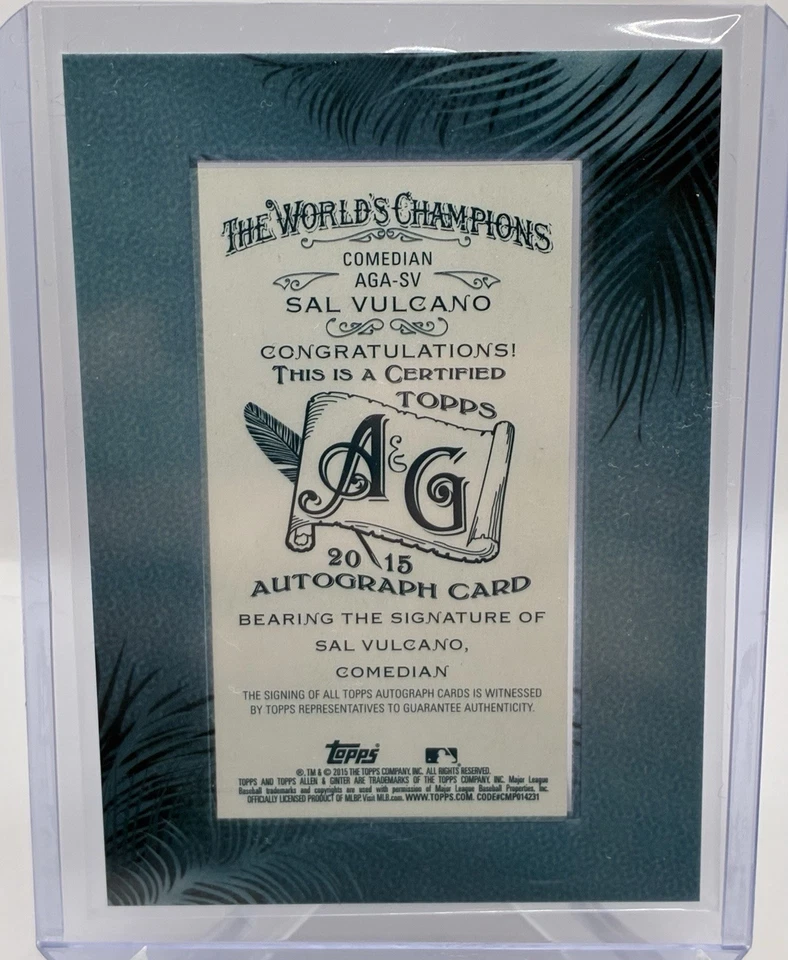 THE WORLD'S CHAMPIONS
COMEDIAN
AGA-SV
SAL VULCANO
CONGRATULATIONS!
THIS IS A CERTIFIED
TOPPS
A & G
20 15
AUTOGRAPH CARD
BEARING THE SIGNATURE OF
SAL VULCANO,
COMEDIAN
THE SIGNING OF ALL TOPPS AUTOGRAPH CARDS IS WITNESSED
BY TOPPS REPRESENTATIVES TO GUARANTEE AUTHENTICITY.
topps
®, TM & © 2015 THE TOPPS COMPANY, INC. ALL RIGHTS RESERVED.
TOPPS AND TOPPS ALLEN & GINTER ARE TRADEMARKS OF THE TOPPS COMPANY, INC. Major League
Baseball trademarks and copyrights are used with permission of Major League Baseball Properties, Inc.
OFFICIALLY LICENSED PRODUCT OF MLBP. Visit MLB.com. WWW.TOPPS.COM. CODE#CMP014231